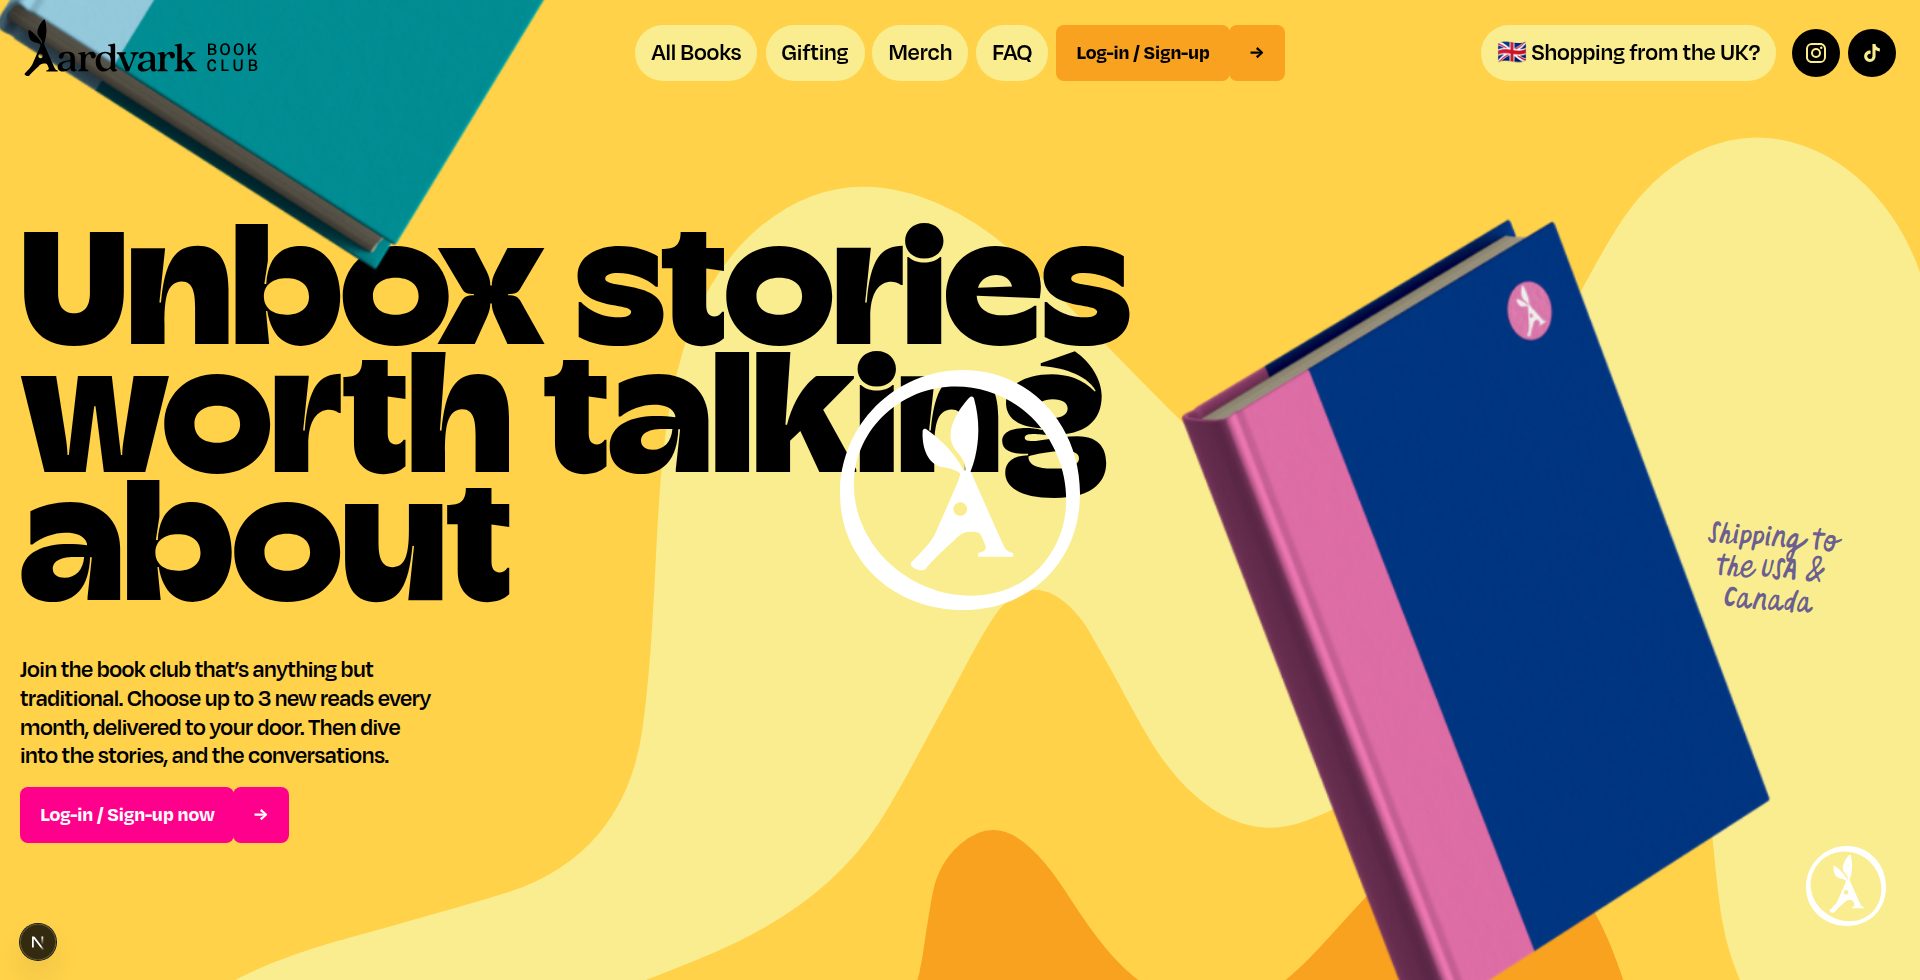 Aardvark BOOK CLUB
All Books
Gifting
Merch
FAQ
Log-in / Sign-up
🇬🇧 Shopping from the UK?
Unbox stories
worth talking
about
Shipping to
the USA &
Canada
Join the book club that's anything but
traditional. Choose up to 3 new reads every
month, delivered to your door. Then dive
into the stories, and the conversations.
Log-in / Sign-up now
N